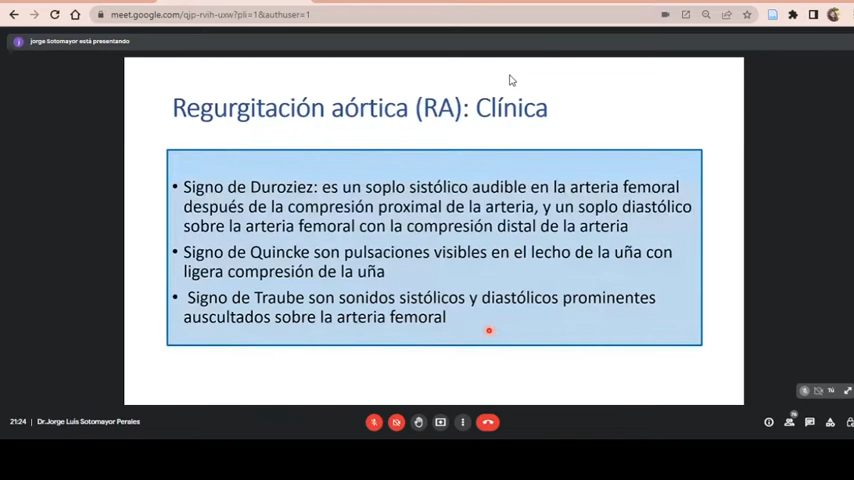 meet.google.com/qjp-rvih-uxw?pli=1&authuser=1
j
jorge Sotomayor está presentando
Regurgitación aórtica (RA): Clínica
• Signo de Duroziez: es un soplo sistólico audible en la arteria femoral
después de la compresión proximal de la arteria, y un soplo diastólico
sobre la arteria femoral con la compresión distal de la arteria
• Signo de Quincke son pulsaciones visibles en el lecho de la uña con
ligera compresión de la uña
• Signo de Traube son sonidos sistólicos y diastólicos prominentes
auscultados sobre la arteria femoral
Tú
21:24 | Dr.Jorge Luis Sotomayor Perales